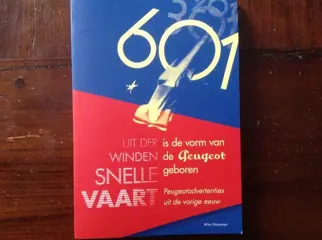 601
UIT DER
WINDEN
SNELLE
VAART
is de vorm van
de Peugeot
geboren
Peugeotadvertenties
uit de vorige eeuw